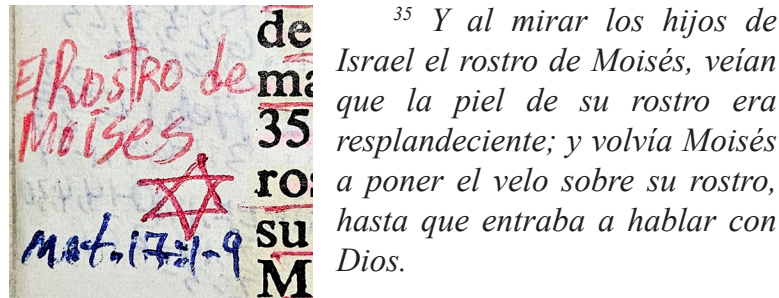 El Rostro de
Moises
Mat. 17:1-9
de
ma
35
ros
su
M
35 Y al mirar los hijos de
Israel el rostro de Moisés, veían
que la piel de su rostro era
resplandeciente; y volvía Moisés
a poner el velo sobre su rostro,
hasta que entraba a hablar con
Dios.